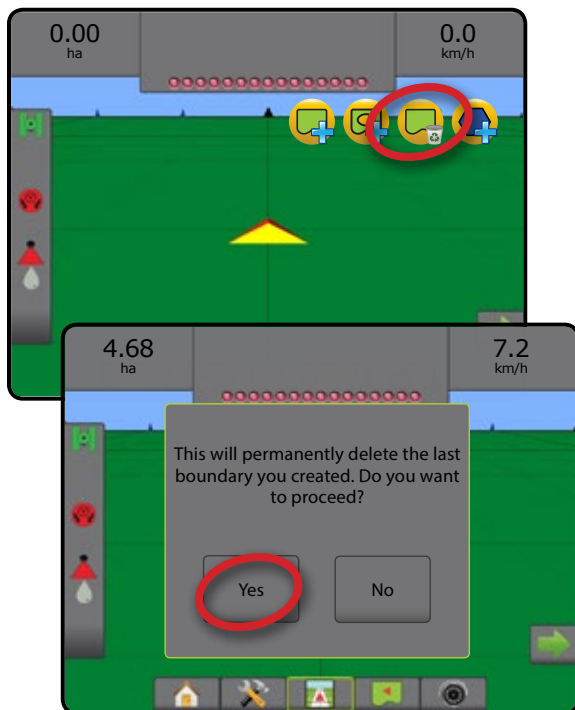 0.00
ha
0.0
km/h
4.68
ha
7.2
km/h
This will permanently delete the last
boundary you created. Do you want
to proceed?
Yes
No